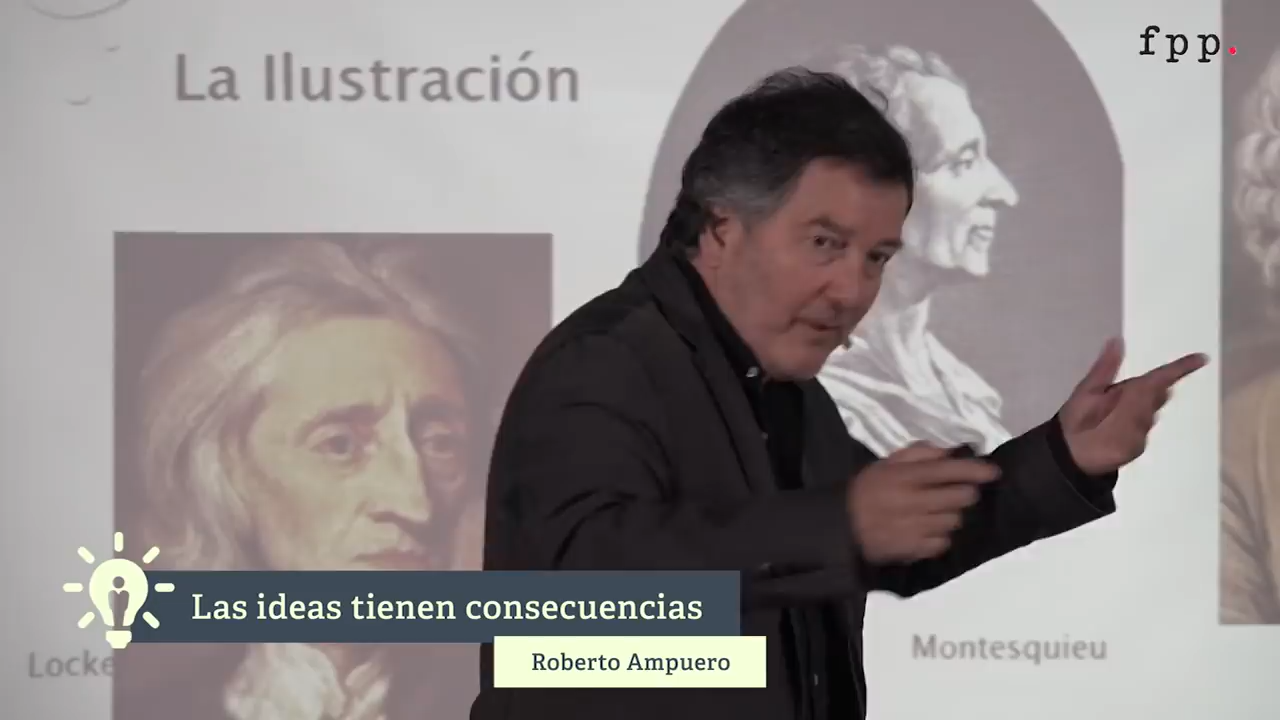 fpp.
La Ilustración
Las ideas tienen consecuencias
Roberto Ampuero
Locke
Montesquieu